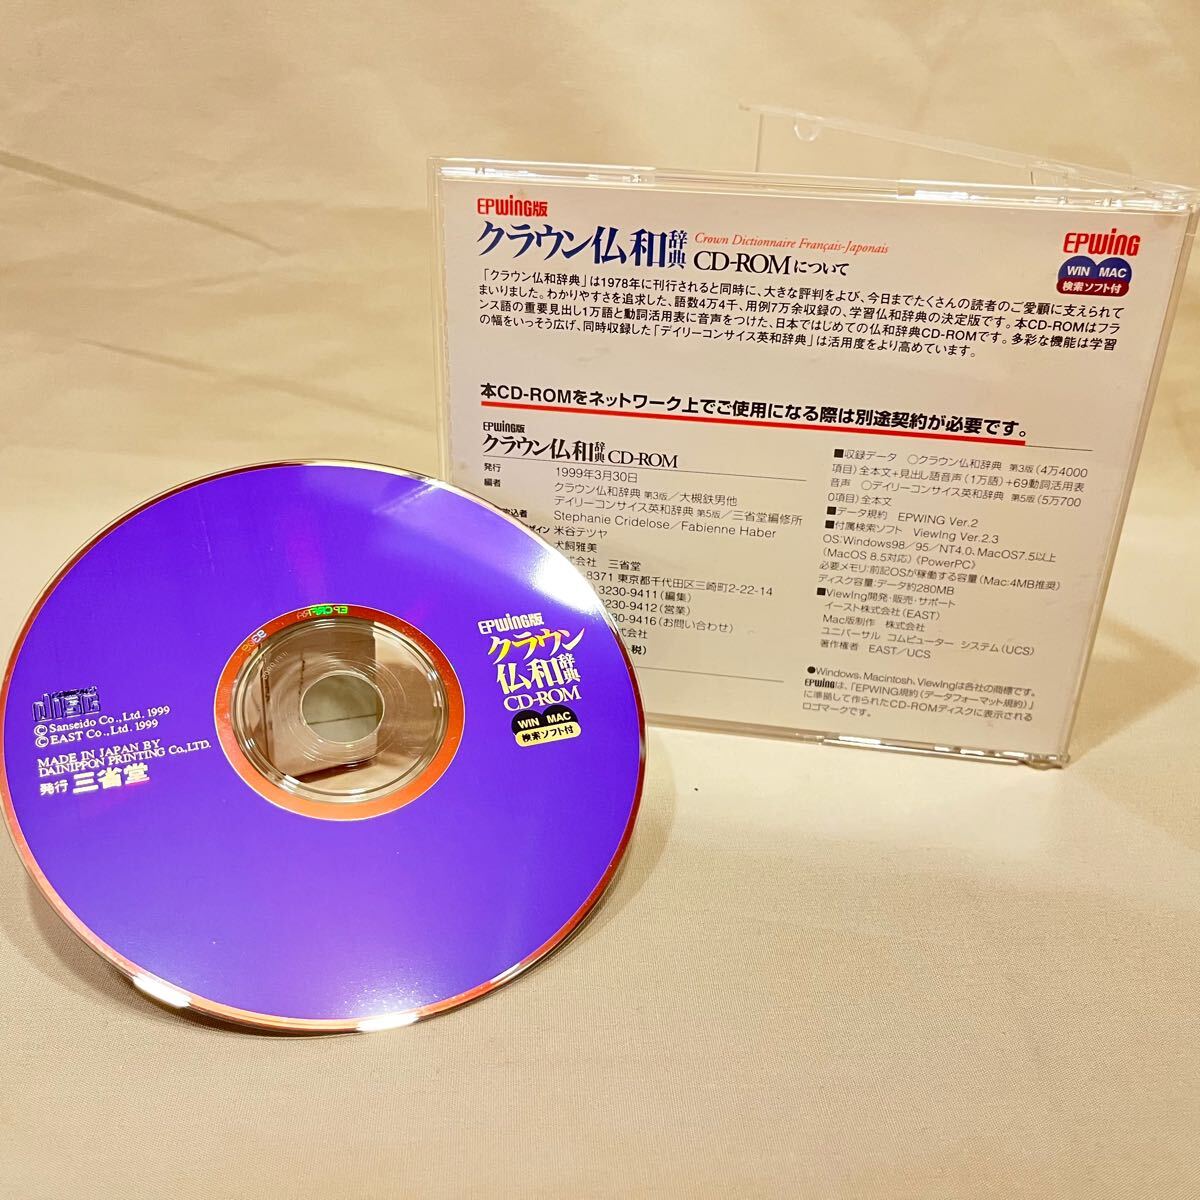 EPWING版
クラウン仏和辞典 Crown Dictionnaire Français-Japonais
CD-ROMについて
EPWING
WIN MAC
検索ソフト付
「クラウン仏和辞典」は1978年に刊行されると同時に、大きな評判をよび、今日までたくさんの読者のご愛顧に支えられて
まいりました。わかりやすさを追求した、語数4万4千、用例7万余収録の、学習仏和辞典の決定版です。本CD-ROMはフラ
ンス語の重要見出し1万語と動詞活用表に音声をつけた、日本ではじめての仏和辞典CD-ROMです。多彩な機能は学習
の幅をいっそう広げ、同時収録した「デイリーコンサイス英和辞典」は活用度をより高めています。
本CD-ROMをネットワーク上でご使用になる際は別途契約が必要です。
EPWING版
クラウン仏和辞典 CD-ROM
発行 1999年3月30日
編者 クラウン仏和辞典 第3版/大槻鉄男他
デイリーコンサイス英和辞典 第5版/三省堂編修所
込者 Stephanie Cridelose/Fabienne Haber
ザイン 米谷テツヤ
犬飼雅美
会社 三省堂
8371 東京都千代田区三崎町2-22-14
3230-9411(編集)
3230-9412(営業)
230-9416(お問い合わせ)
式会社
税)
■収録データ ○クラウン仏和辞典 第3版(4万4000
項目)全本文+見出し語音声(1万語)+69動詞活用表
音声 ○デイリーコンサイス英和辞典 第5版(5万700
0項目)全本文
■データ規約 EPWING Ver.2
■付属検索ソフト ViewIng Ver.2.3
OS:Windows98/95/NT4.0、MacOS7.5以上
(MacOS 8.5対応)《PowerPC》
必要メモリ:前記OSが稼働する容量(Mac:4MB推奨)
ディスク容量:データ約280MB
■ViewIng開発・販売・サポート
イースト株式会社(EAST)
Mac版制作 株式会社
ユニバーサル コムピューター システム(UCS)
著作権者 EAST/UCS
●Windows、Macintosh、ViewIngは各社の商標です。
EPWINGは、「EPWING規約(データフォーマット規約)」
に準拠して作られたCD-ROMディスクに表示される
ロゴマークです。
EPWING版
クラウン
仏和辞典
CD-ROM
WIN MAC
検索ソフト付
disc
©Sanseido Co., Ltd. 1999
©EAST Co., Ltd. 1999
MADE IN JAPAN BY
DAINIPPON PRINTING Co.,LTD.
発行 三省堂